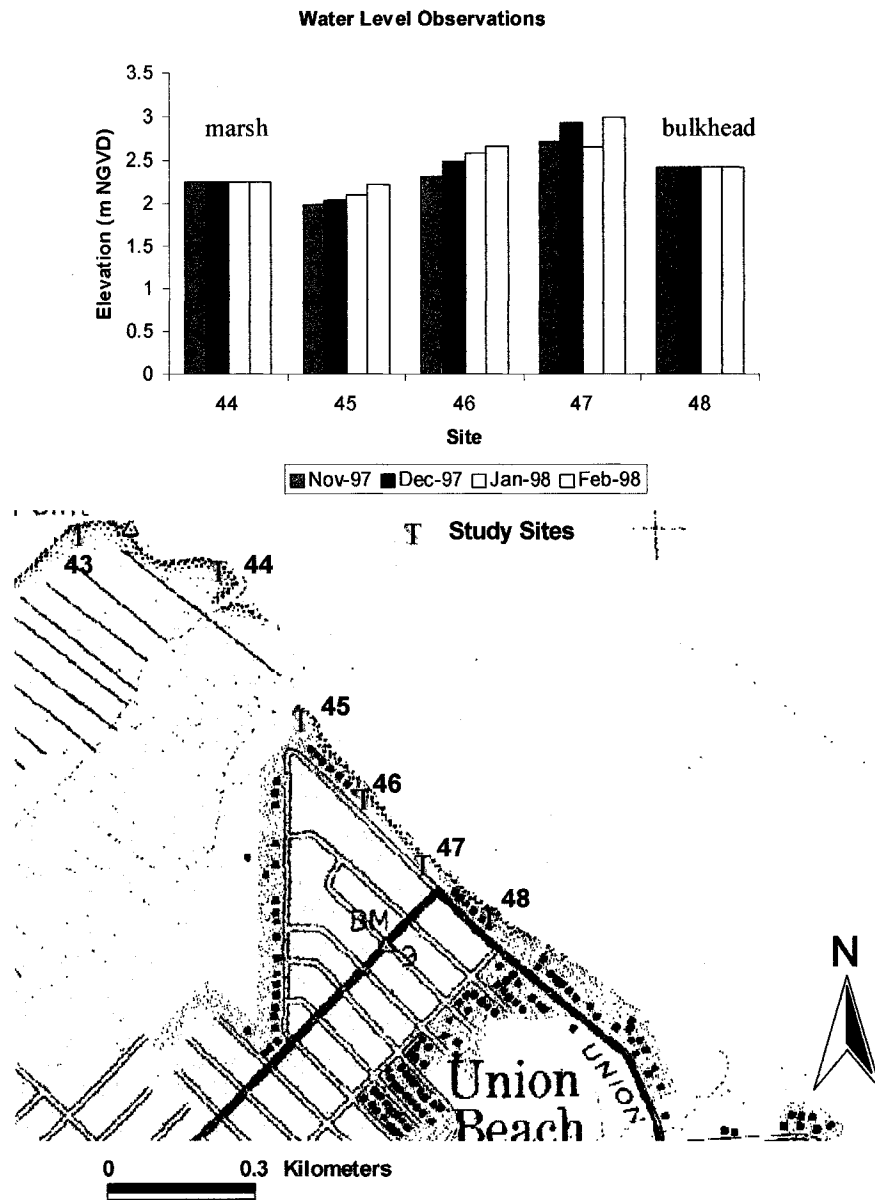 Water Level Observations
3.5
3
2.5
2
1.5
1
0.5
0
Elevation (m NGVD)
marsh
bulkhead
44 45 46 47 48
Site
Nov-97 Dec-97 Jan-98 Feb-98
T Study Sites
T
43
T 44
T 45
T 46
T 47
T 48
BM
9
N
Union
Beach
UNION
0 0.3 Kilometers